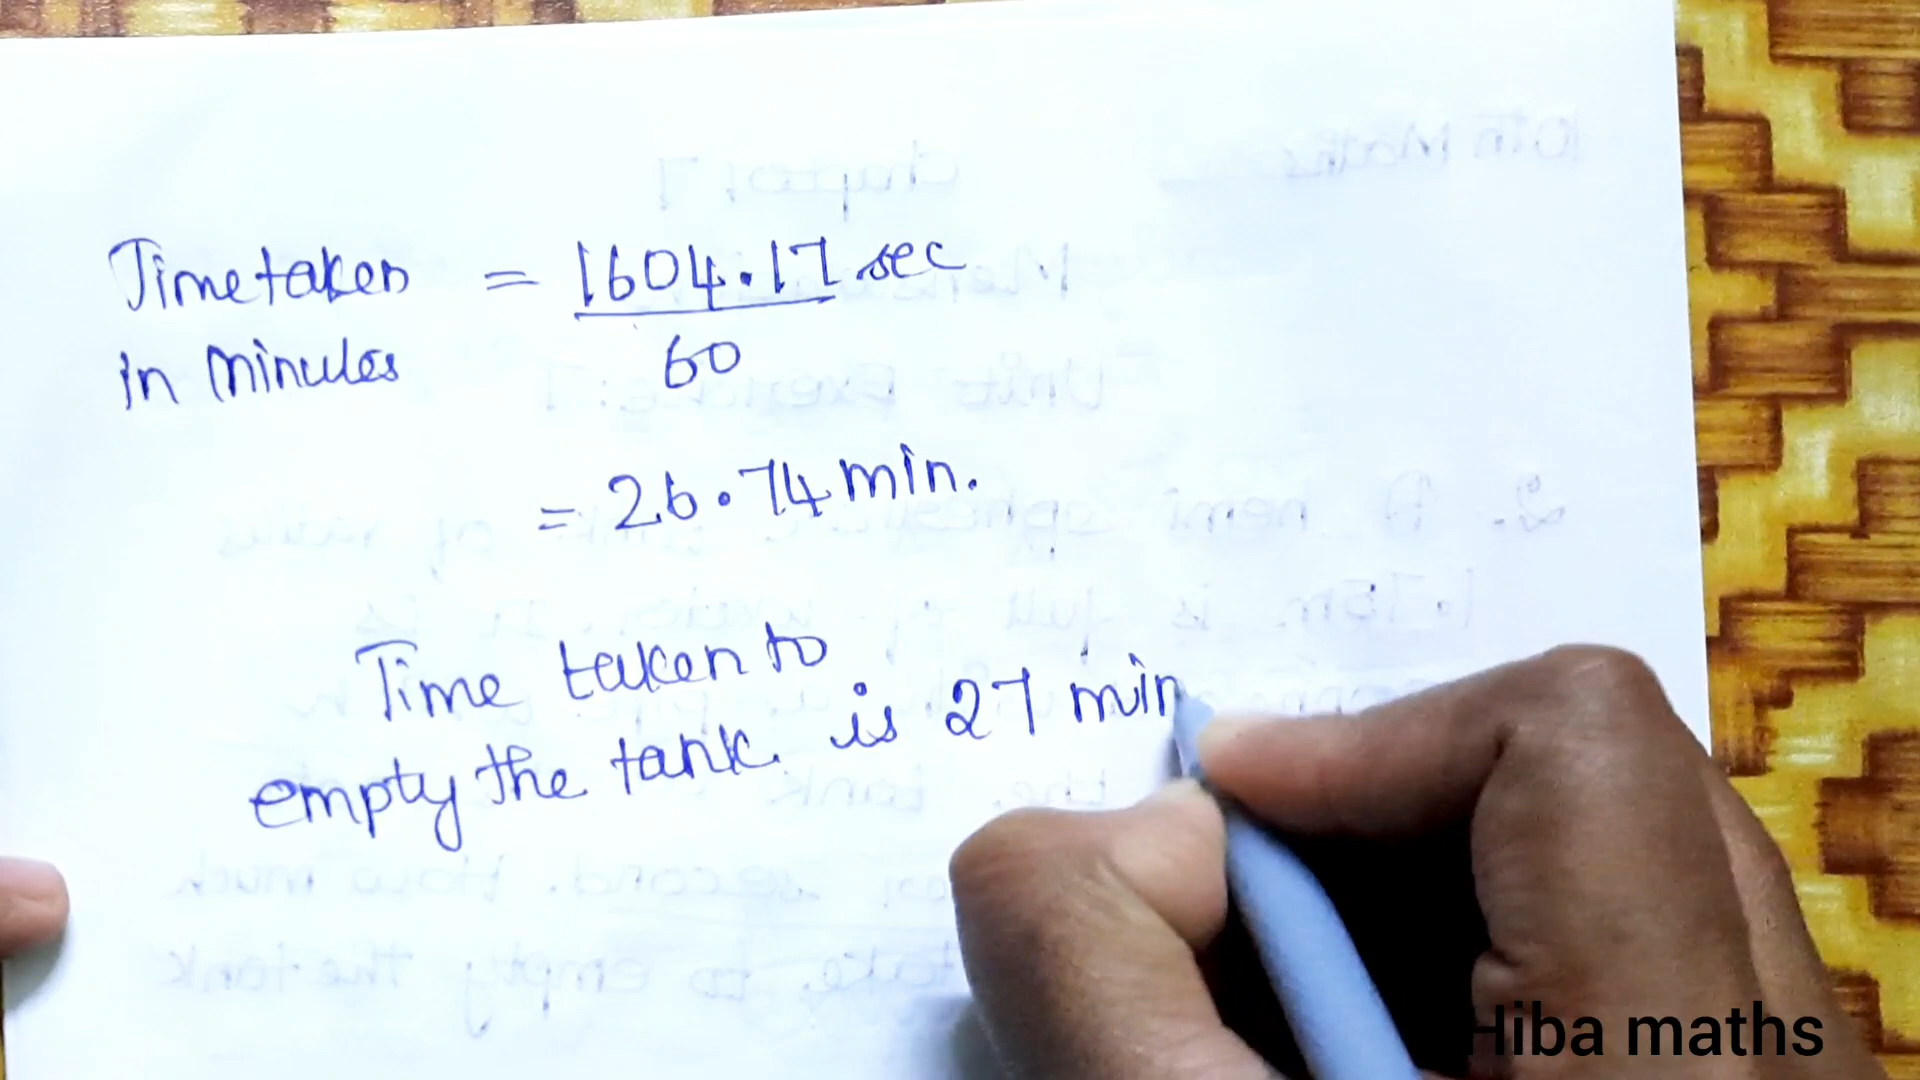 Time taken = 1604.17 sec
in minutes 60
= 26.74 min.
Time taken to
empty the tank is 27 min
Hiba maths